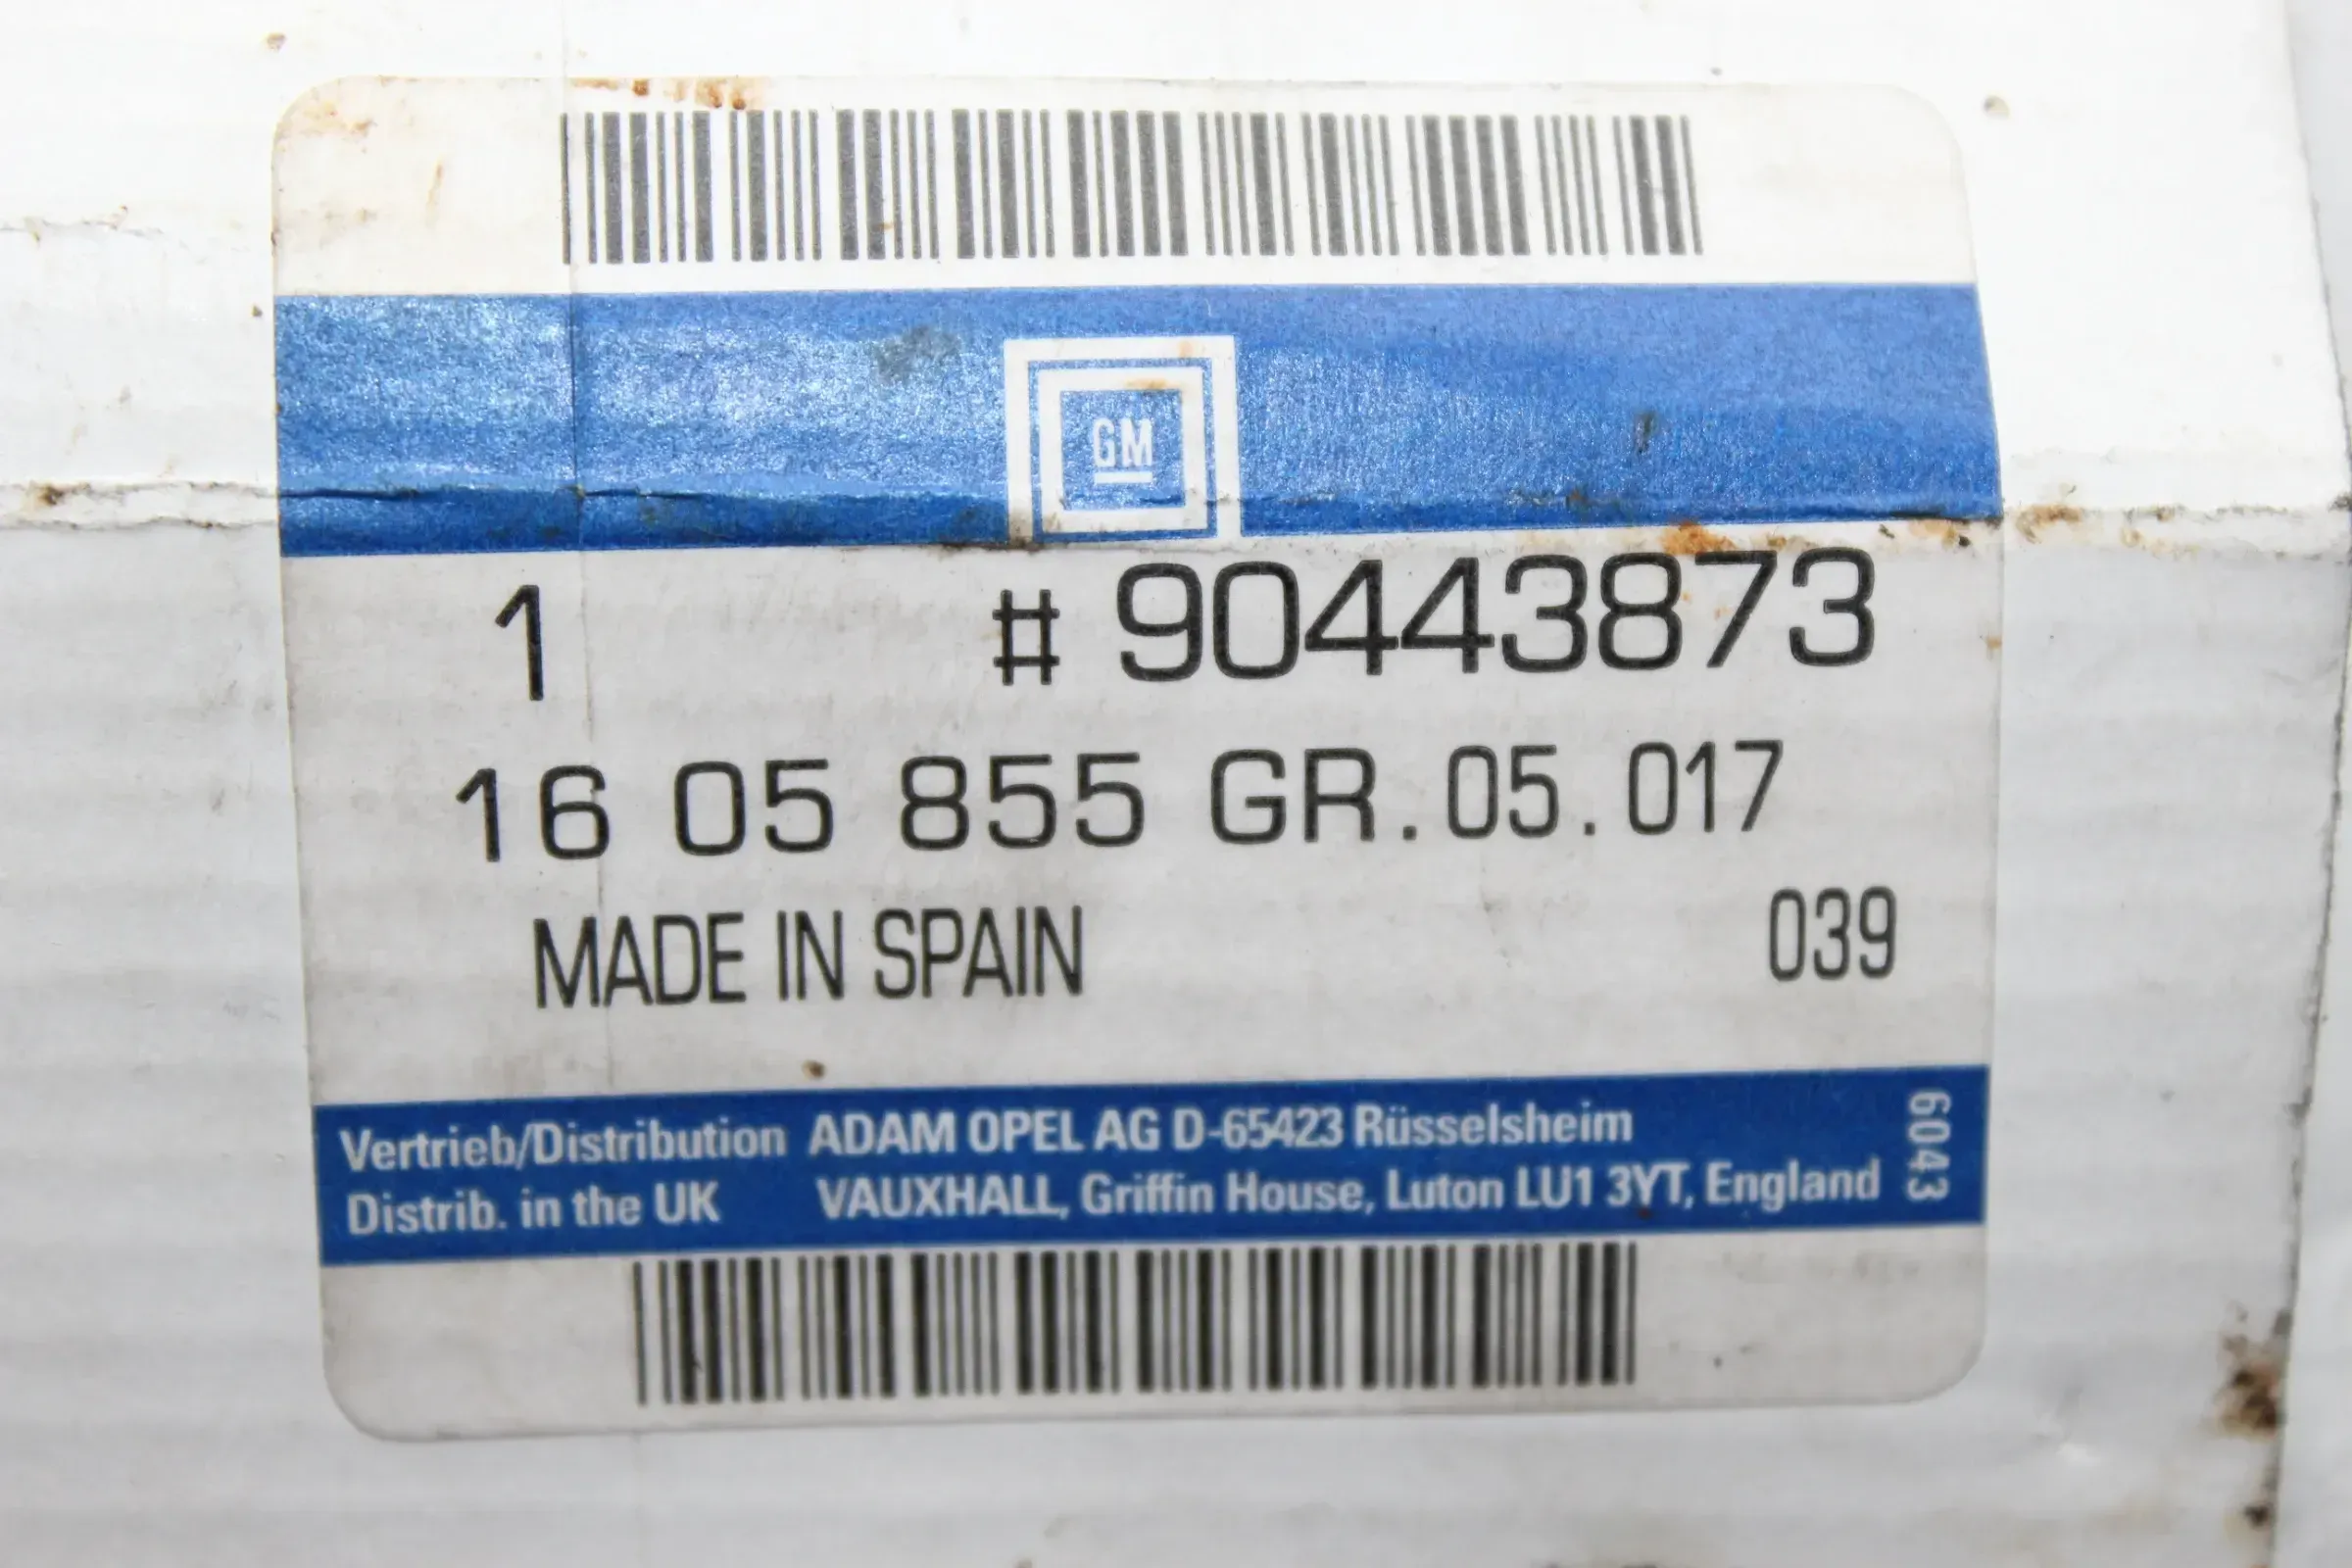 GM
1 # 90443873
16 05 855 GR. 05. 017
MADE IN SPAIN 039
Vertrieb/Distribution ADAM OPEL AG D-65423 Rüsselsheim
Distrib. in the UK VAUXHALL, Griffin House, Luton LU1 3YT, England
6043